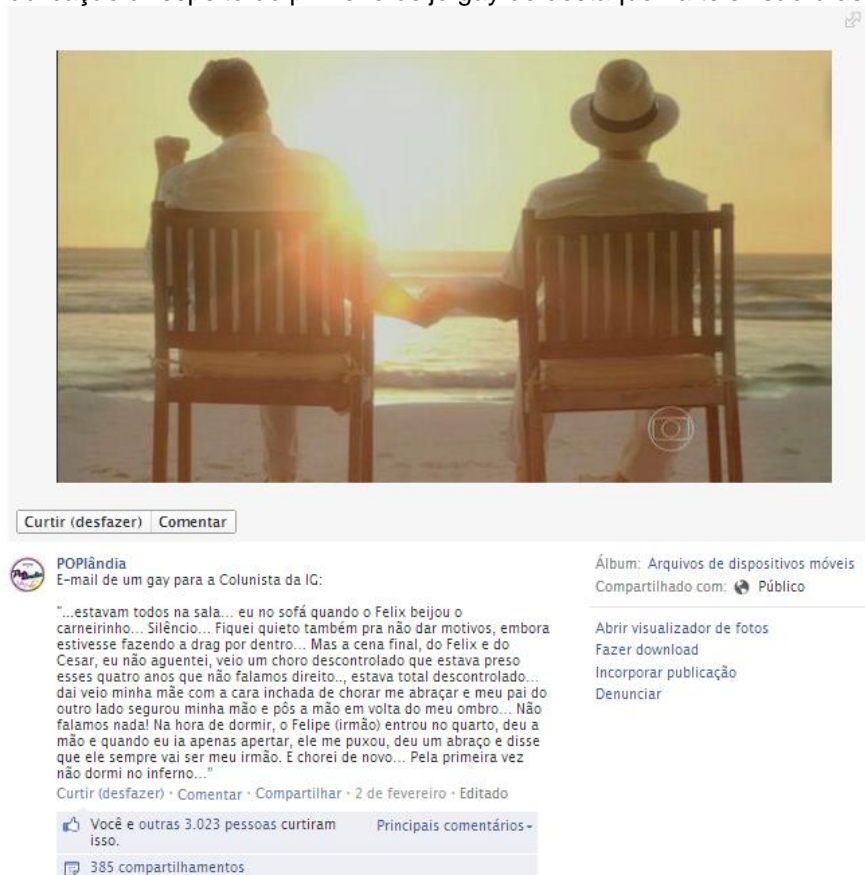 Curtir (desfazer) Comentar
POPlândia
E-mail de um gay para a Colunista da IG:
"...estavam todos na sala... eu no sofá quando o Felix beijou o
carneirinho... Silêncio... Fiquei quieto também pra não dar motivos, embora
estivesse fazendo a drag por dentro... Mas a cena final, do Felix e do
Cesar, eu não aguentei, veio um choro descontrolado que estava preso
esses quatro anos que não falamos direito.., estava total descontrolado...
dai veio minha mãe com a cara inchada de chorar me abraçar e meu pai do
outro lado segurou minha mão e pôs a mão em volta do meu ombro... Não
falamos nada! Na hora de dormir, o Felipe (irmão) entrou no quarto, deu a
mão e quando eu ia apenas apertar, ele me puxou, deu um abraço e disse
que ele sempre vai ser meu irmão. E chorei de novo... Pela primeira vez
não dormi no inferno..."
Curtir (desfazer) · Comentar · Compartilhar · 2 de fevereiro · Editado
Você e outras 3.023 pessoas curtiram
isso.
Principais comentários
385 compartilhamentos
Álbum: Arquivos de dispositivos móveis
Compartilhado com: Público
Abrir visualizador de fotos
Fazer download
Incorporar publicação
Denunciar